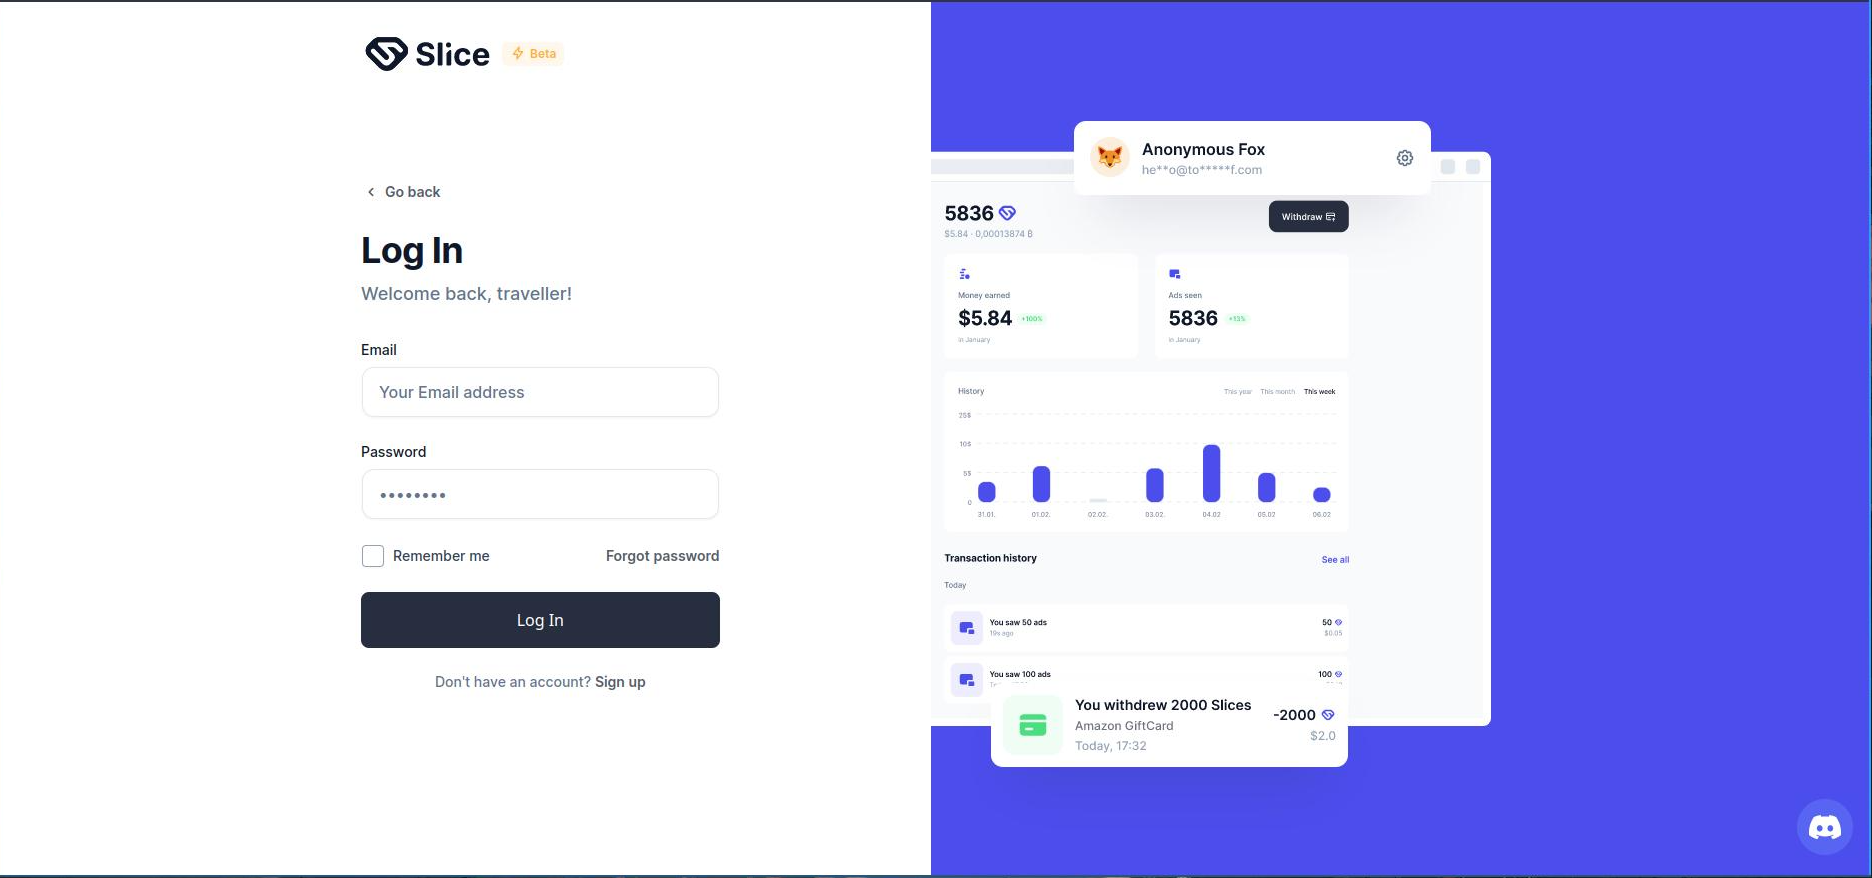 Slice
Beta
Go back
Log In
Welcome back, traveller!
Email
Your Email address
Password
••••••••
Remember me
Forgot password
Log In
Don't have an account? Sign up
Anonymous Fox
he**o@to*****f.com
5836
$5.84 · 0,00013874 ₿
Withdraw
Money earned
$5.84 +100%
in January
Ads seen
5836 +13%
in January
History
This year This month This week
25$
10$
5$
0
31.01. 01.02. 02.02. 03.02. 04.02 05.02 06.02
Transaction history
See all
Today
You saw 50 ads
50
19s ago
$0.05
You saw 100 ads
100
You withdrew 2000 Slices
-2000
Amazon GiftCard
$2.0
Today, 17:32